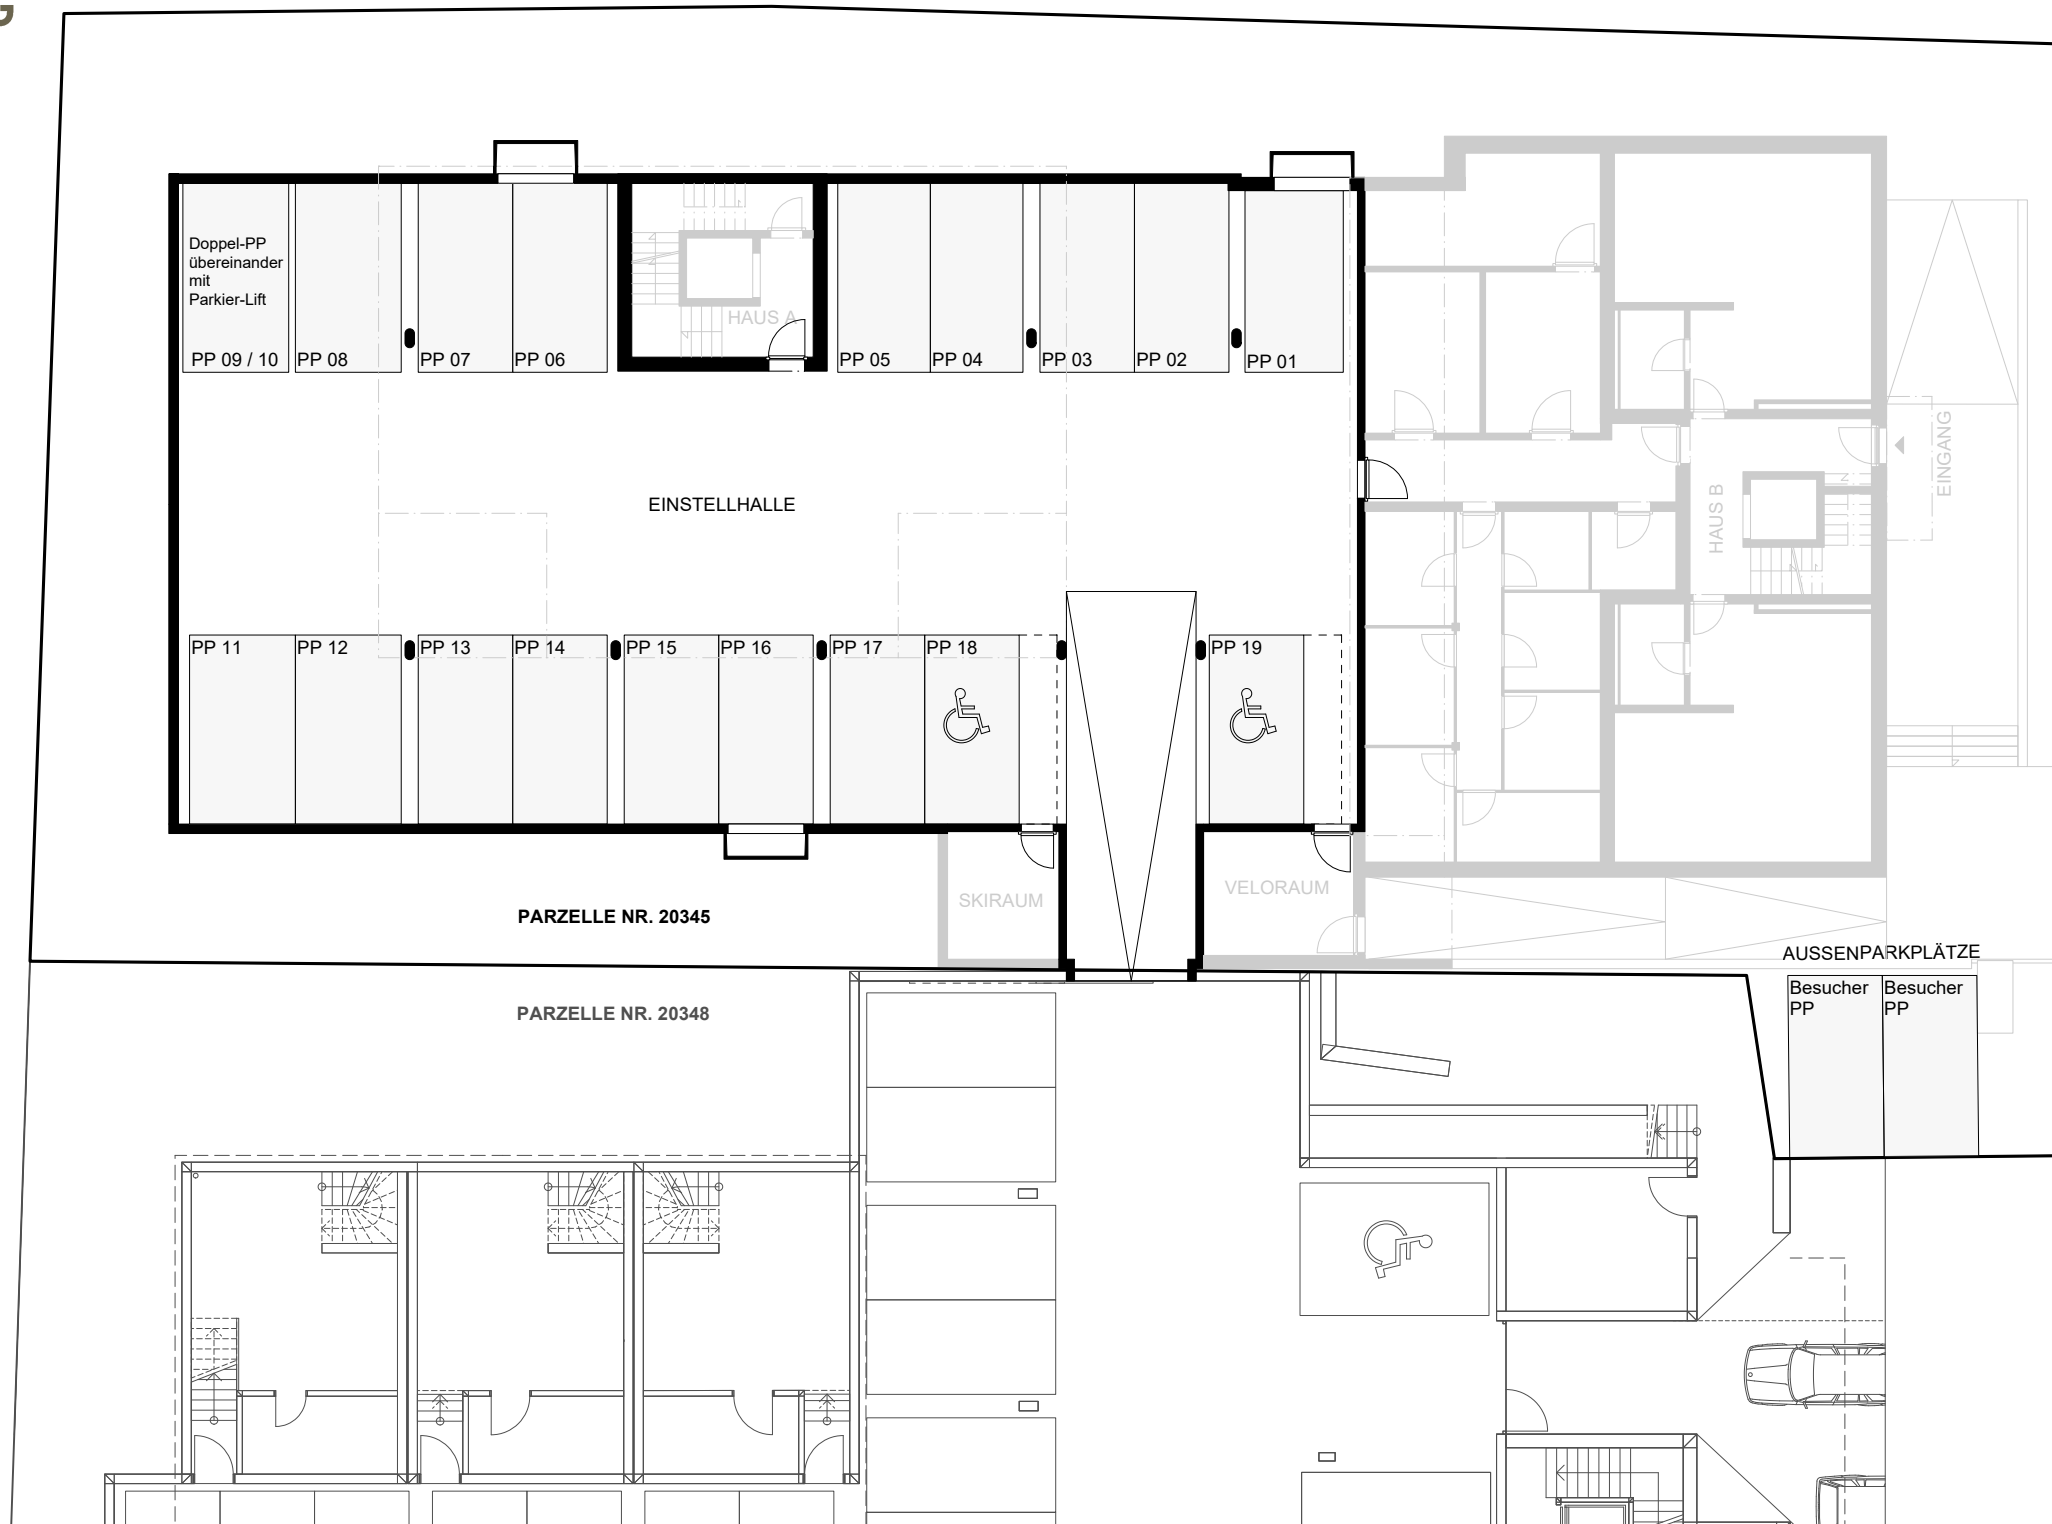 Doppel-PP
übereinander
mit
Parkier-Lift
PP 09 / 10
PP 08
PP 07
PP 06
HAUS A
PP 05
PP 04
PP 03
PP 02
PP 01
EINSTELLHALLE
EINGANG
HAUS B
PP 11
PP 12
PP 13
PP 14
PP 15
PP 16
PP 17
PP 18
PP 19
SKIRAUM
VELORAUM
PARZELLE NR. 20345
AUSSENPARKPLÄTZE
Besucher
PP
Besucher
PP
PARZELLE NR. 20348